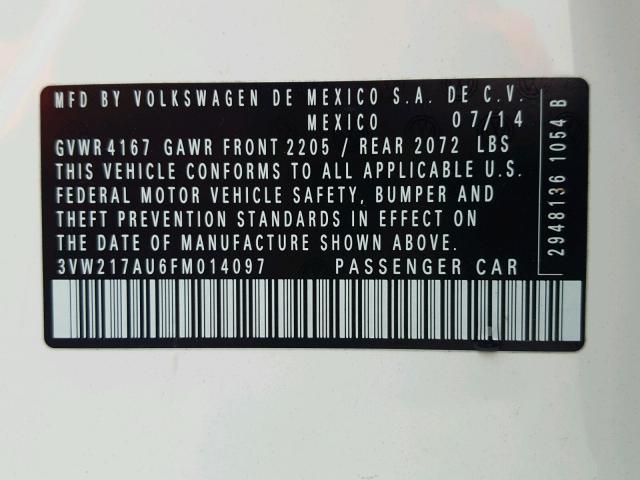 MFD BY VOLKSWAGEN DE MEXICO S.A. DE C.V.
MEXICO 07/14
GVWR 4167 GAWR FRONT 2205 / REAR 2072 LBS
THIS VEHICLE CONFORMS TO ALL APPLICABLE U.S.
FEDERAL MOTOR VEHICLE SAFETY, BUMPER AND
THEFT PREVENTION STANDARDS IN EFFECT ON
THE DATE OF MANUFACTURE SHOWN ABOVE.
3VW217AU6FM014097 PASSENGER CAR
2948136 1054 B